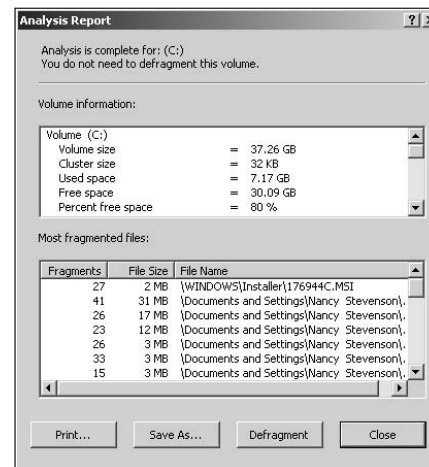 Analysis Report
Analysis is complete for: (C:)
You do not need to defragment this volume.
Volume information:
Volume (C:)
Volume size = 37.26 GB
Cluster size = 32 KB
Used space = 7.17 GB
Free space = 30.09 GB
Percent free space = 80 %
Most fragmented files:
Fragments File Size File Name
27 2 MB \WINDOWS\Installer\176944C.MSI
41 31 MB \Documents and Settings\Nancy Stevenson\.
26 17 MB \Documents and Settings\Nancy Stevenson\.
23 12 MB \Documents and Settings\Nancy Stevenson\.
26 3 MB \Documents and Settings\Nancy Stevenson\.
33 3 MB \Documents and Settings\Nancy Stevenson\.
15 3 MB \Documents and Settings\Nancy Stevenson\.
Print... Save As... Defragment Close